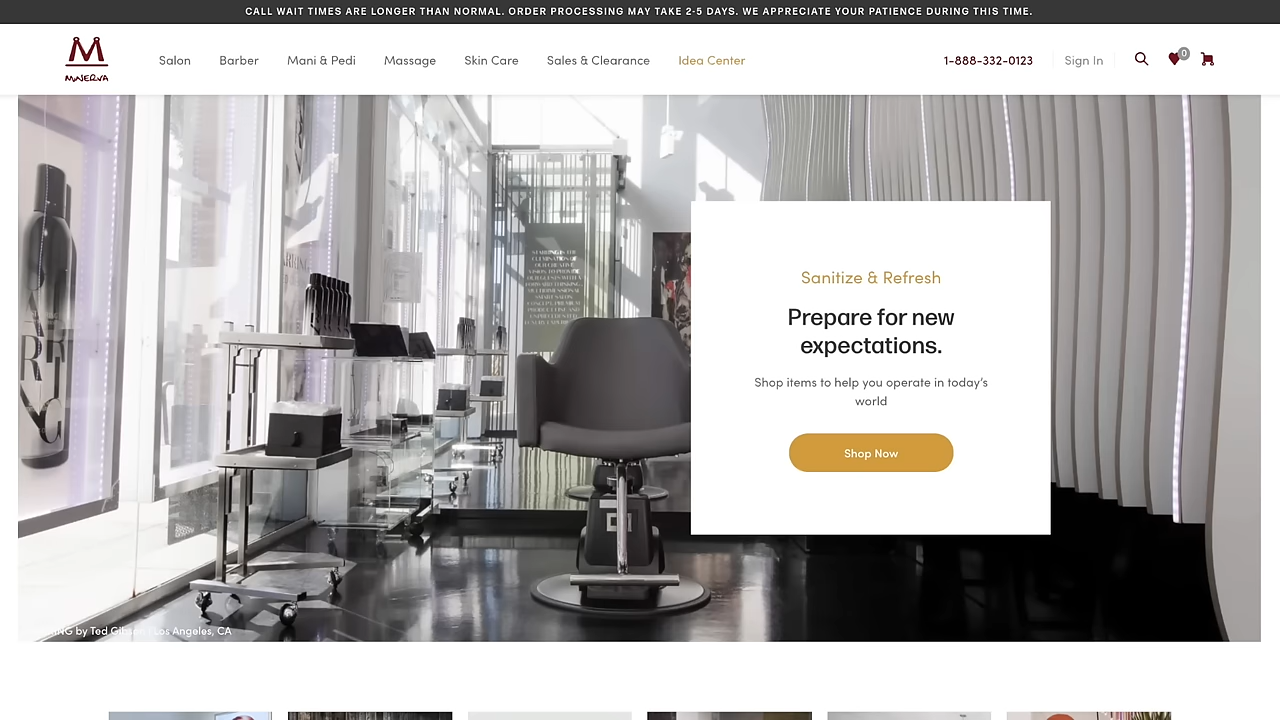 CALL WAIT TIMES ARE LONGER THAN NORMAL. ORDER PROCESSING MAY TAKE 2-5 DAYS. WE APPRECIATE YOUR PATIENCE DURING THIS TIME.
MINERVA
Salon
Barber
Mani & Pedi
Massage
Skin Care
Sales & Clearance
Idea Center
1-888-332-0123
Sign In
0
Sanitize & Refresh
Prepare for new
expectations.
Shop items to help you operate in today's
world
Shop Now
by Ted Gibson | Los Angeles, CA